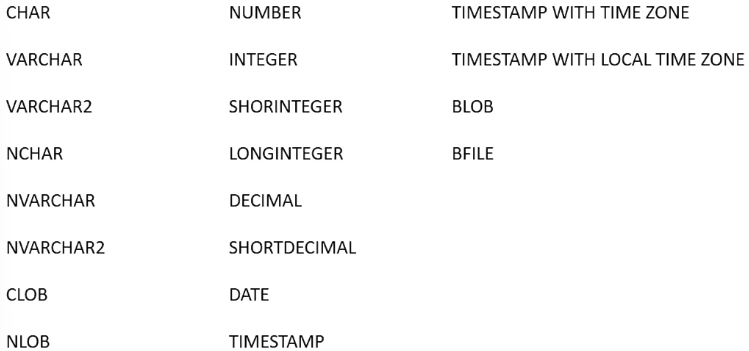 CHAR
VARCHAR
VARCHAR2
NCHAR
NVARCHAR
NVARCHAR2
CLOB
NLOB
NUMBER
INTEGER
SHORINTEGER
LONGINTEGER
DECIMAL
SHORTDECIMAL
DATE
TIMESTAMP
TIMESTAMP WITH TIME ZONE
TIMESTAMP WITH LOCAL TIME ZONE
BLOB
BFILE